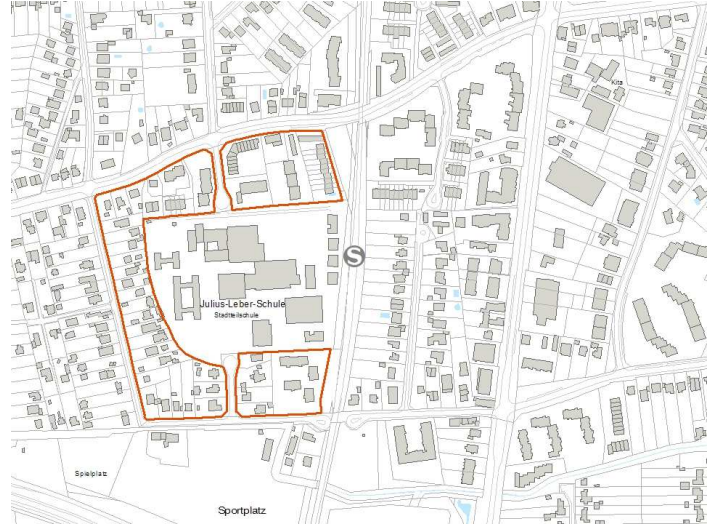 Kita
S
Julius-Leber-Schule
Stadtteilschule
Spielplatz
Sportplatz